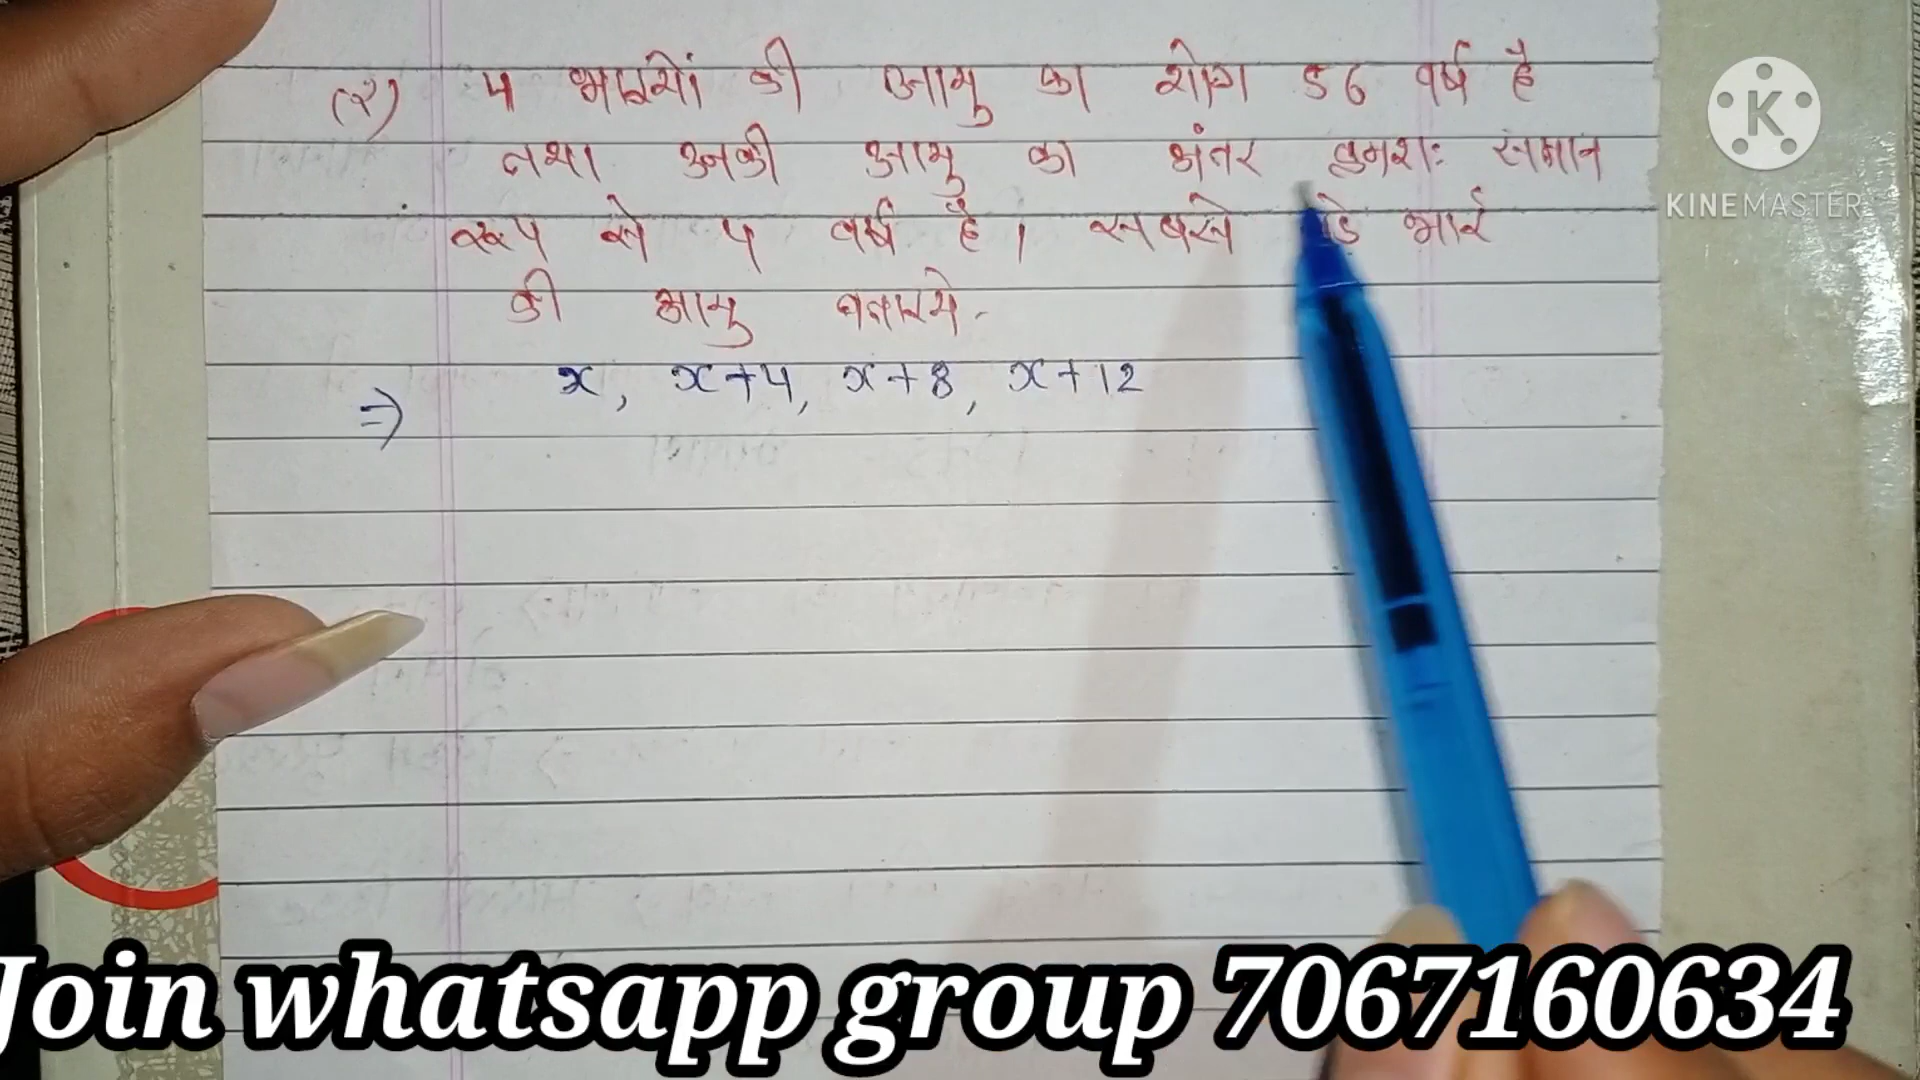 (२) 4 भाइयों की आयु का योग 56 वर्ष है
तथा उनकी आयु का अंतर क्रमशः समान
रूप से 4 वर्ष है। सबसे बड़े भाई
की आयु बताइये-
=> x, x+4, x+8, x+12
K
KINEMASTER
Join whatsapp group 7067160634